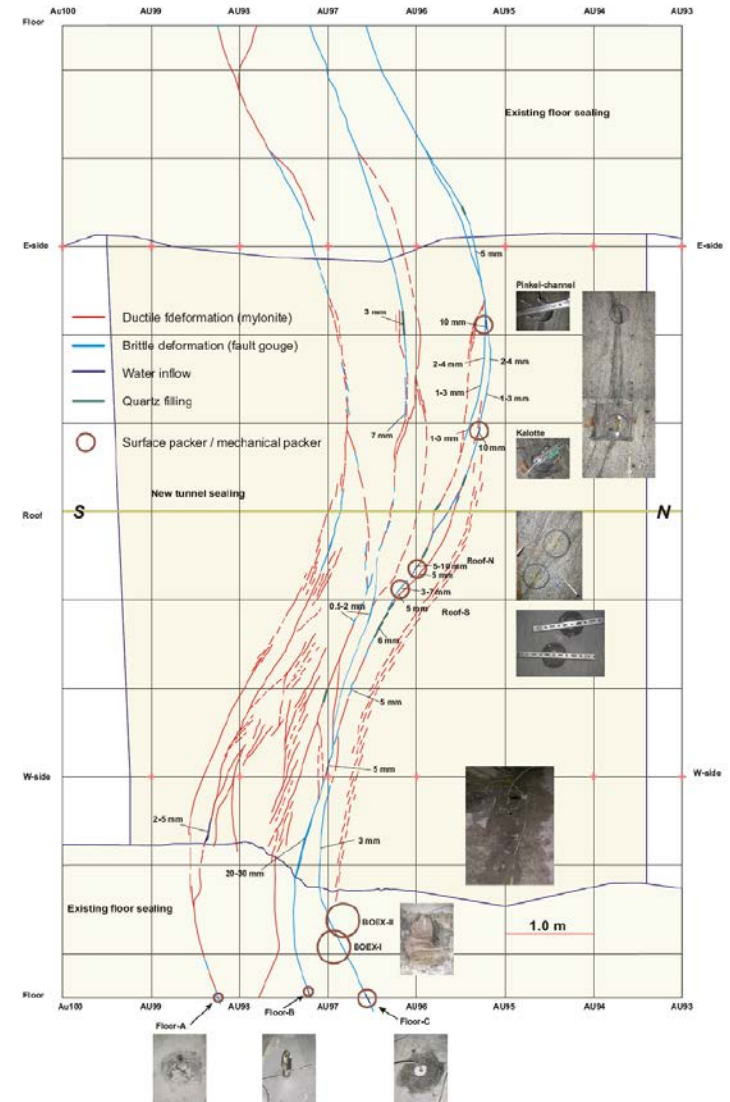 Au100 AU99 AU98 AU97 AU96 AU95 AU94 AU93
Floor
Existing floor sealing
E-side E-side
5 mm
Pinkel-channel
3 mm
10 mm
Ductile fdeformation (mylonite)
Brittle deformation (fault gouge)
2-4 mm 2-4 mm
Water inflow
1-3 mm 1-3 mm
Quartz filling
7 mm
1-3 mm
Kalotte
Surface packer / mechanical packer
10 mm
New tunnel sealing
Roof S N
Roof-N
5-10 mm
5 mm
3-7 mm
0.5-2 mm
5 mm
Roof-S
6 mm
5 mm
5 mm
W-side W-side
2-5 mm
3 mm
20-30 mm
Existing floor sealing
BOEX-II
1.0 m
BOEX-I
Floor
Au100 AU99 AU98 AU97 AU96 AU95 AU94 AU93
Floor-A
Floor-B
Floor-C